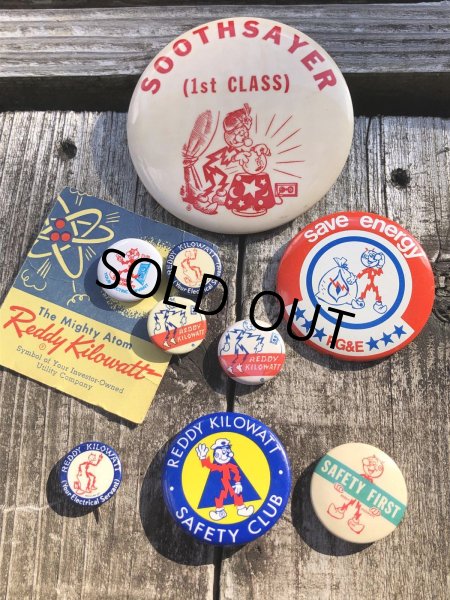 SOOTHSAYER
(1st CLASS)
save energy
PG&E
The Mighty Atom
Reddy Kilowatt
®
Symbol of Your Investor-Owned
Utility Company
REDDY KILOWATT
REDDY
KILOWATT
SOLD OUT
REDDY KILOWATT
(Your Electrical Servant)
REDDY KILOWATT
SAFETY CLUB
SAFETY FIRST